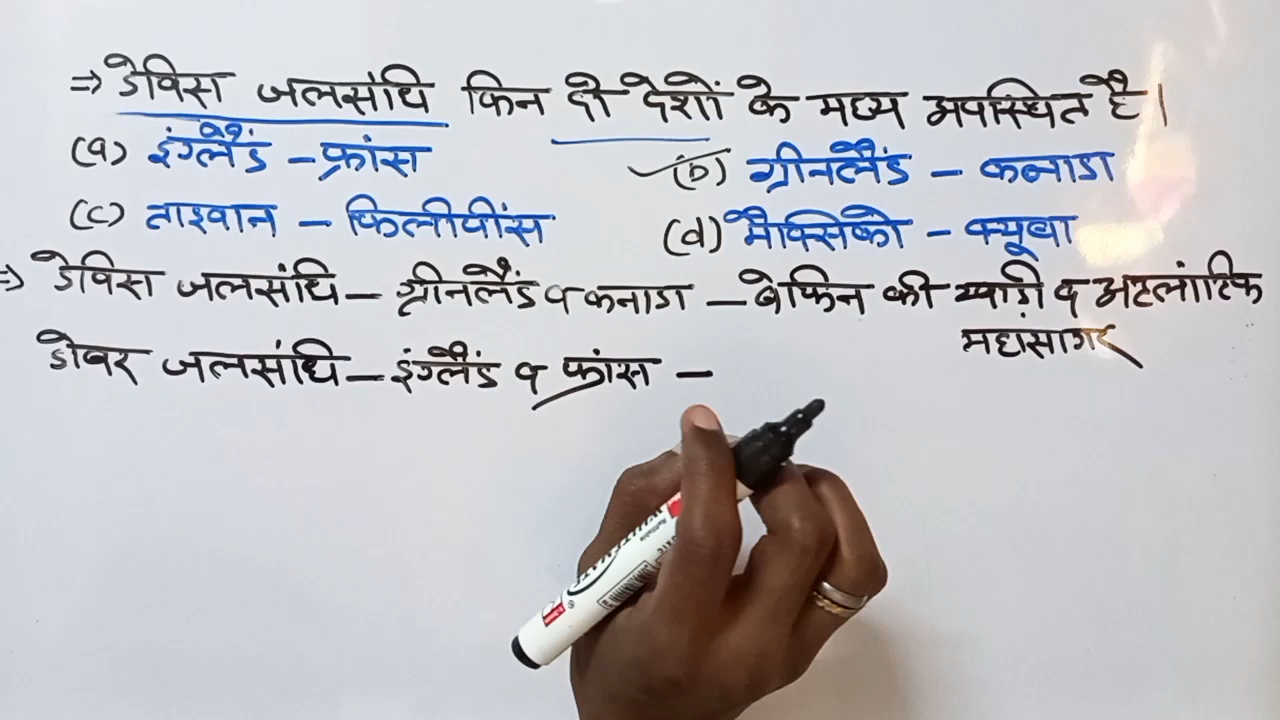 ⇒ डेविस जलसंधि किन दो देशों के मध्य अवस्थित है।
(a) इंग्लैंड – फ्रांस (b) ग्रीनलैंड – कनाडा
(c) ताइवान – फिलीपींस (d) मैक्सिको – क्यूबा
⇒ डेविस जलसंधि – ग्रीनलैंड व कनाडा – बेफिन की खाड़ी व अटलांटिक
महासागर
डोवर जलसंधि – इंग्लैंड व फ्रांस –